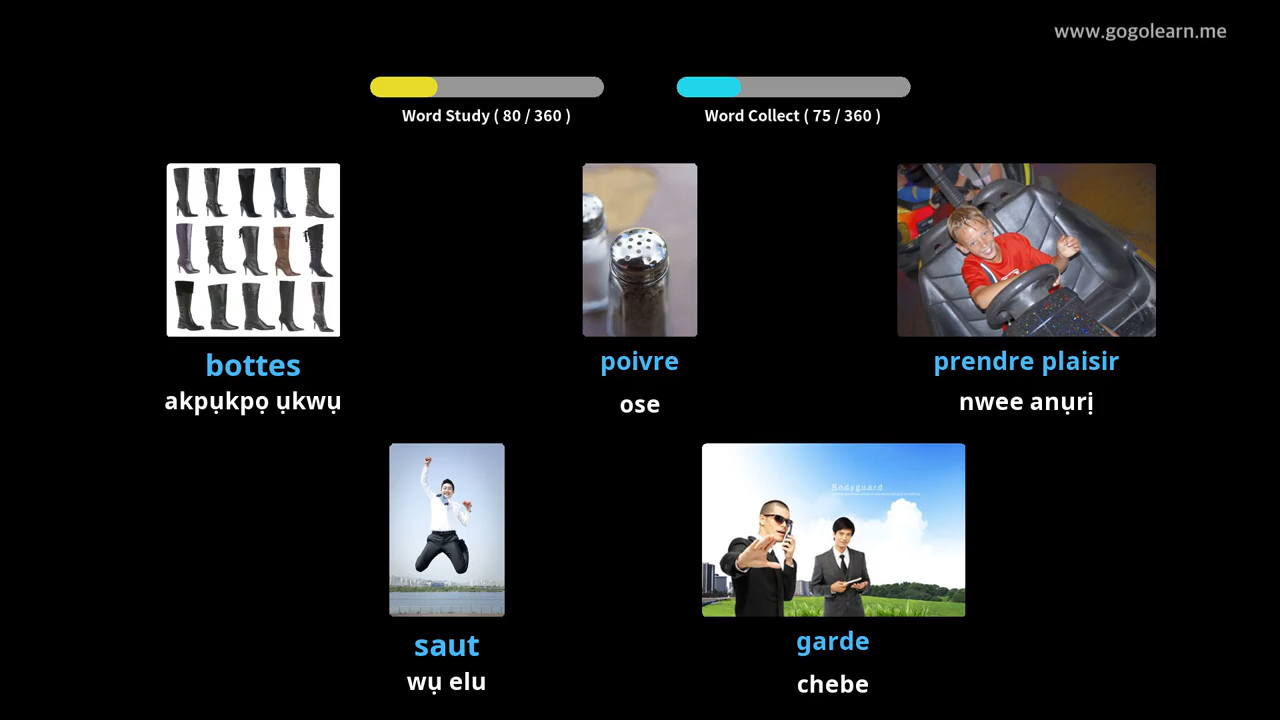 www.gogolearn.me
Word Study ( 80 / 360 )
Word Collect ( 75 / 360 )
bottes
akpụkpọ ụkwụ
poivre
ose
prendre plaisir
nwee anụrị
Bodyguard
saut
wụ elu
garde
chebe